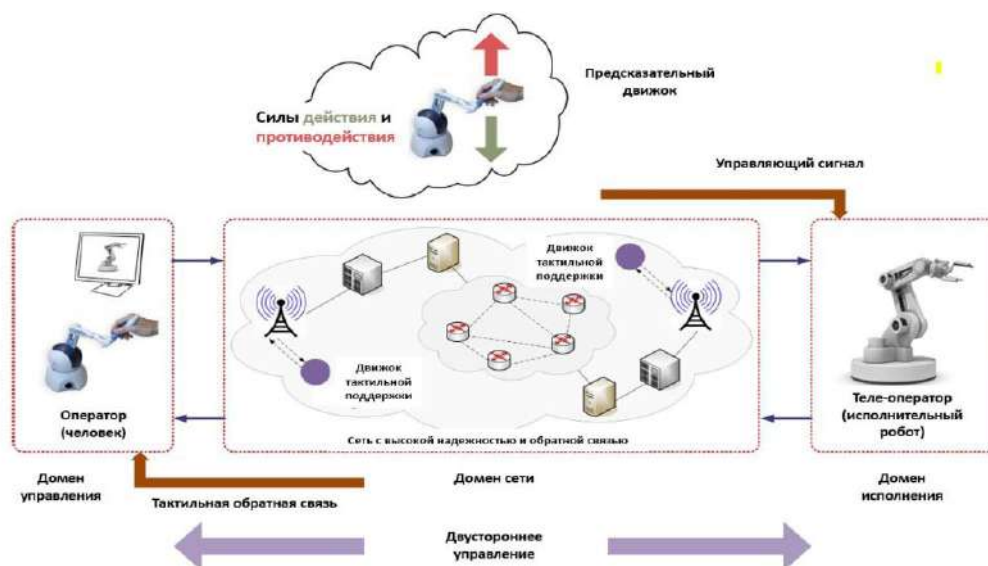 Предсказательный
движок
Силы действия и
противодействия
Управляющий сигнал
Движок
тактильной
поддержки
Движок
тактильной
поддержки
Оператор
(человек)
Теле-оператор
(исполнительный
робот)
Сеть с высокой надежностью и обратной связью
Домен
управления
Домен сети
Домен
исполнения
Тактильная обратная связь
Двустороннее
управление